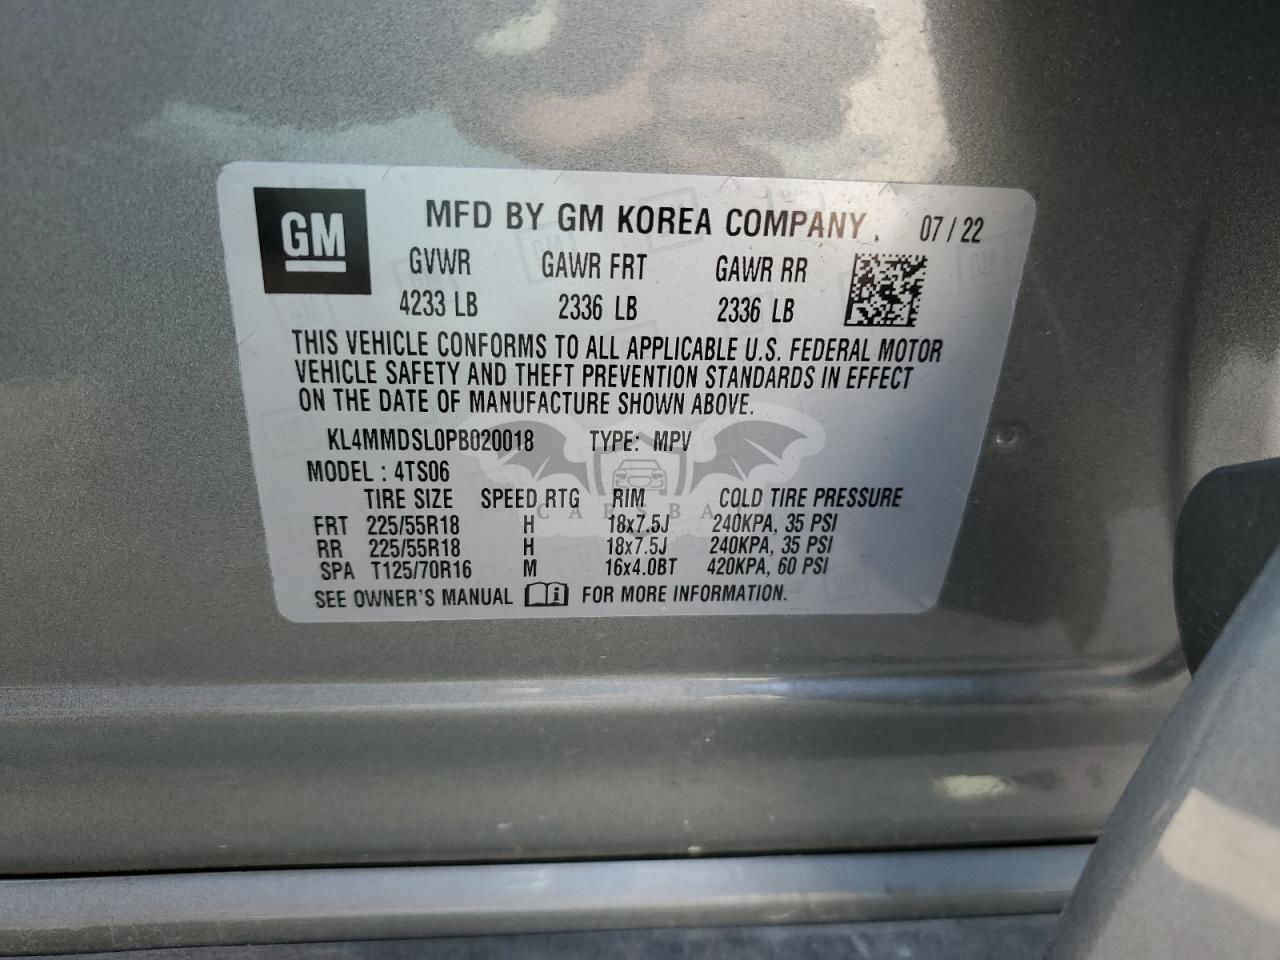 GM MFD BY GM KOREA COMPANY 07/22
GVWR GAWR FRT GAWR RR
4233 LB 2336 LB 2336 LB
THIS VEHICLE CONFORMS TO ALL APPLICABLE U.S. FEDERAL MOTOR
VEHICLE SAFETY AND THEFT PREVENTION STANDARDS IN EFFECT
ON THE DATE OF MANUFACTURE SHOWN ABOVE.
KL4MMDSL0PB020018 TYPE: MPV
MODEL : 4TS06
TIRE SIZE SPEED RTG RIM COLD TIRE PRESSURE
FRT 225/55R18 H 18x7.5J 240KPA, 35 PSI
RR 225/55R18 H 18x7.5J 240KPA, 35 PSI
SPA T125/70R16 M 16x4.0BT 420KPA, 60 PSI
SEE OWNER'S MANUAL i FOR MORE INFORMATION.